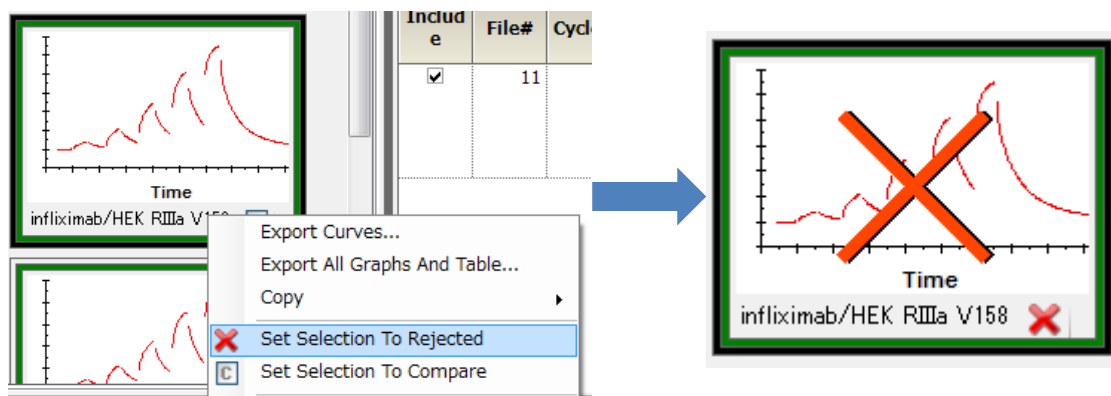 Includ
e
File#
Cycl
11
Time
infliximab/HEK RⅢa V158
Export Curves...
Export All Graphs And Table...
Copy
Set Selection To Rejected
C
Set Selection To Compare
Time
infliximab/HEK RⅢa V158